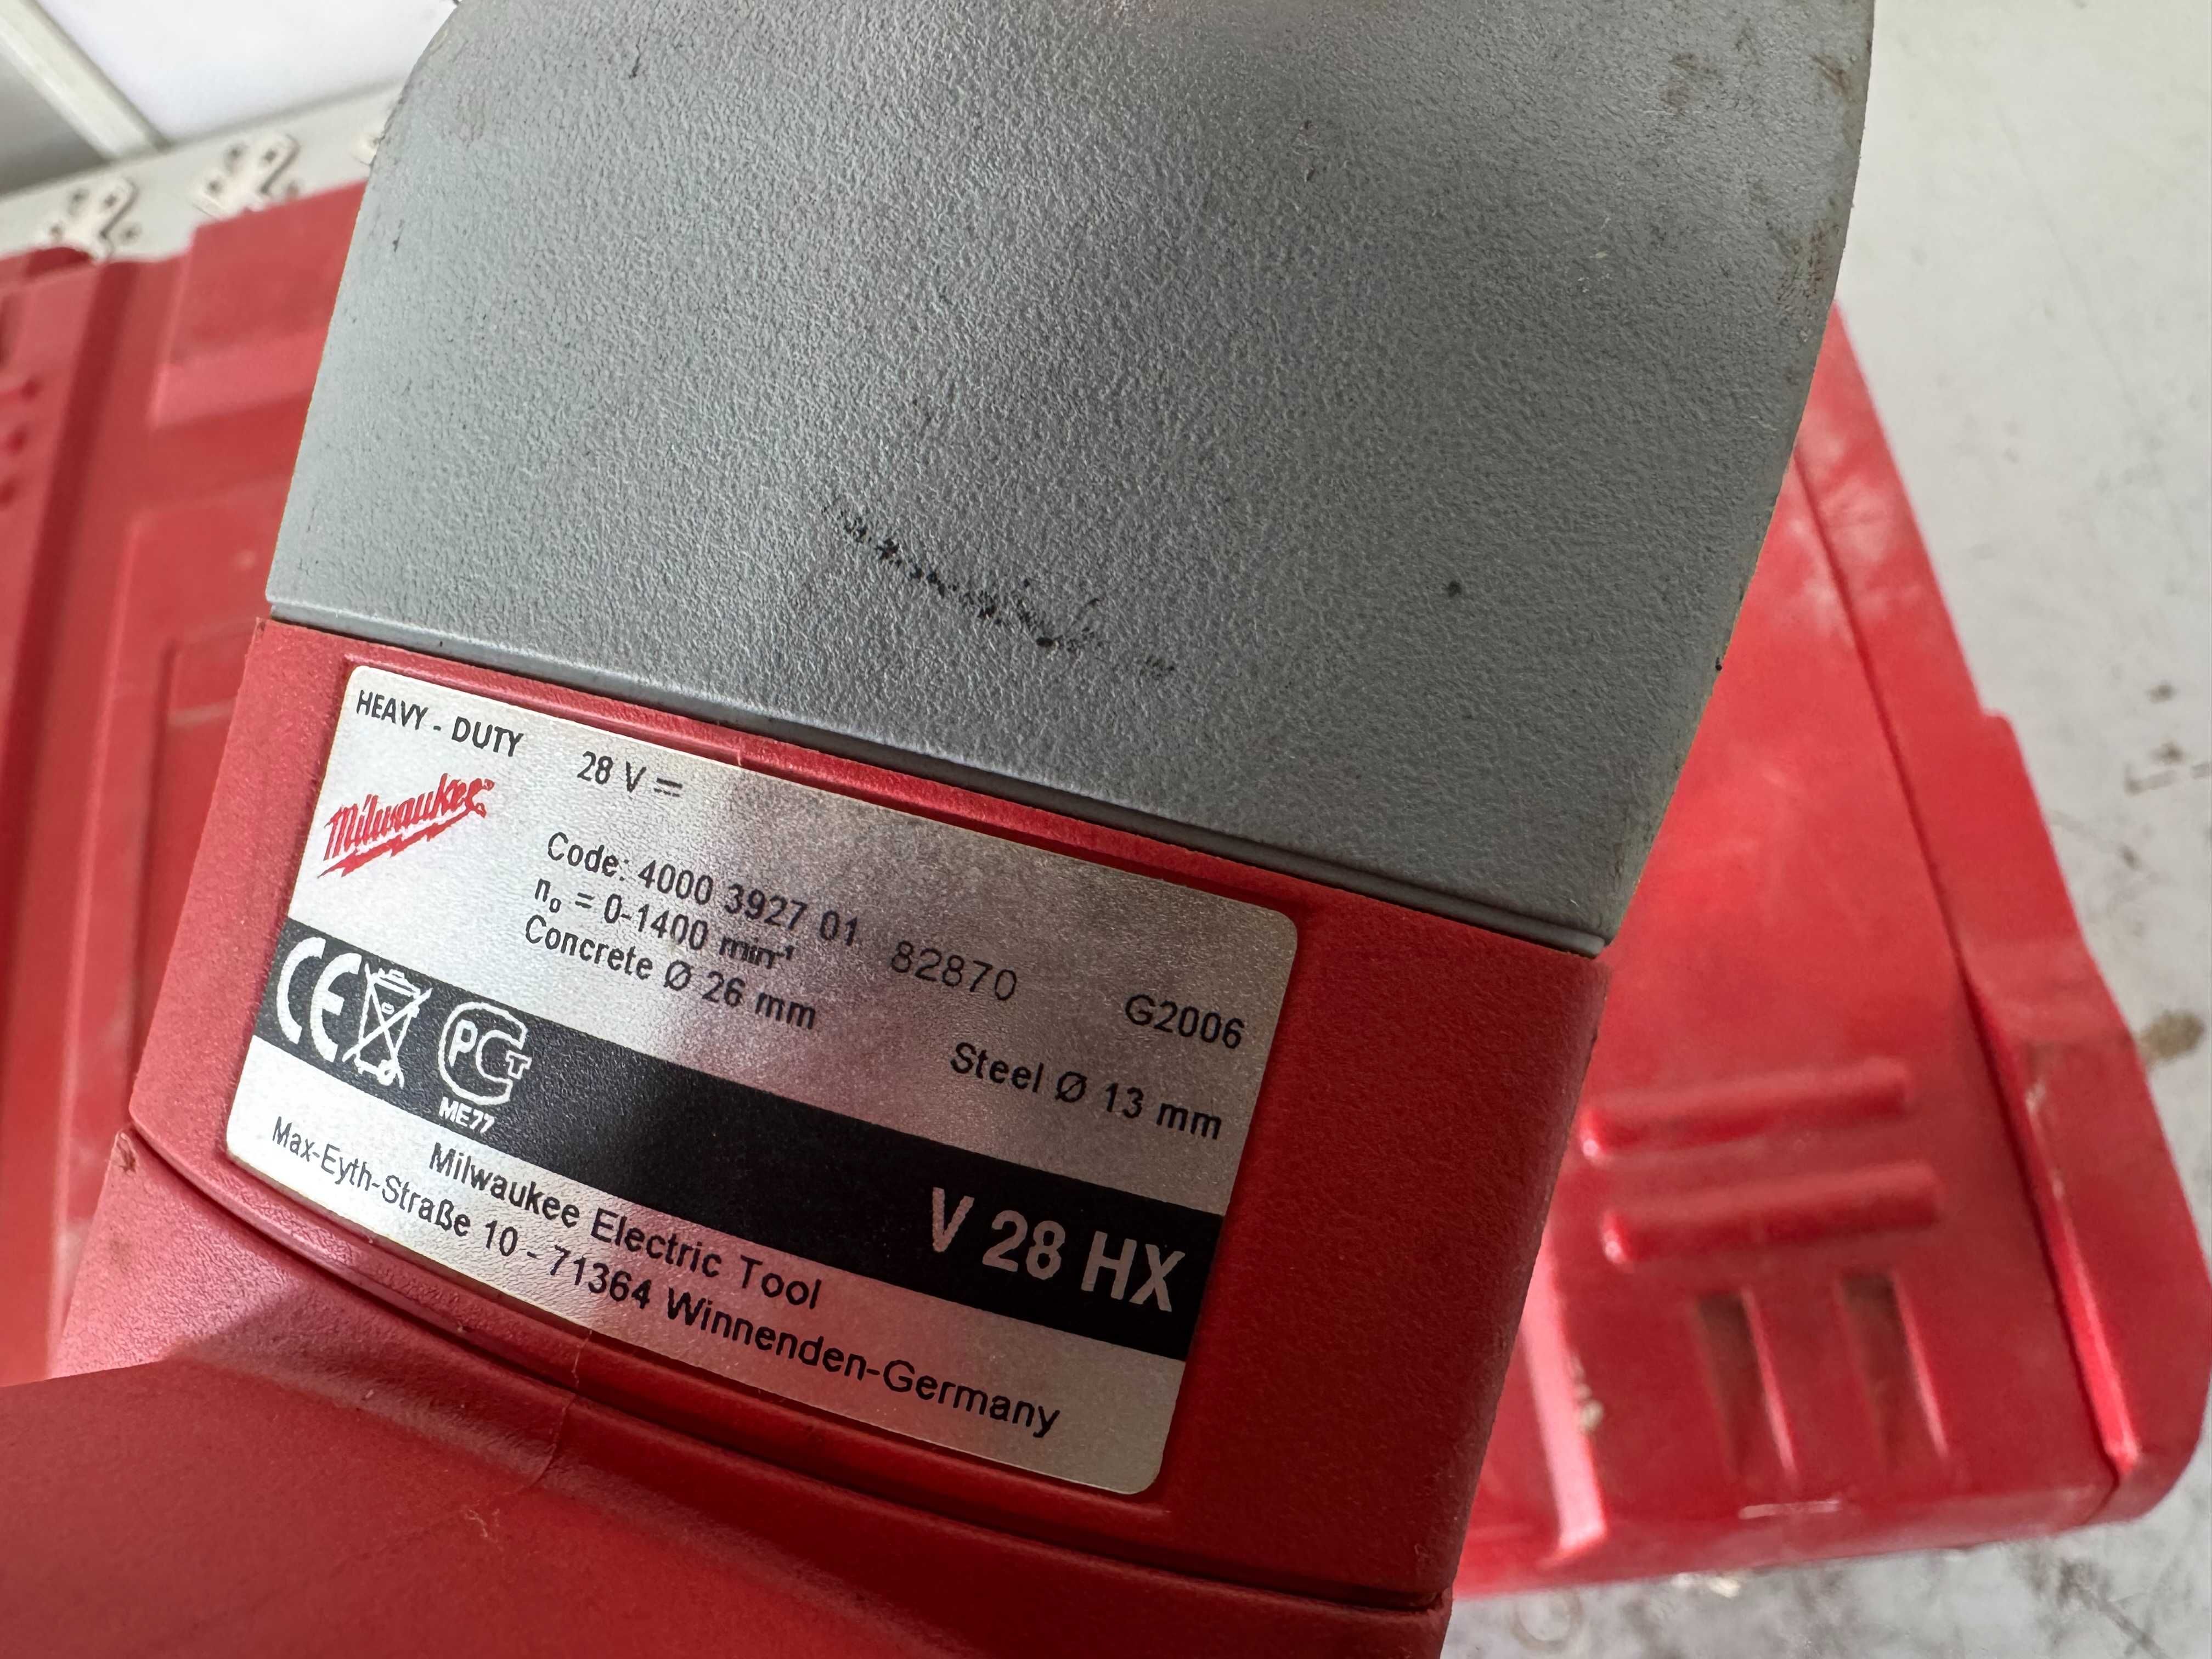 HEAVY - DUTY 28 V ⎓
Milwaukee
Code: 4000 3927 01 82870 G2006
n₀ = 0-1400 min⁻¹
Concrete Ø 26 mm Steel Ø 13 mm
CE PCT
ME77
V 28 HX
Milwaukee Electric Tool
Max-Eyth-Straße 10 - 71364 Winnenden-Germany